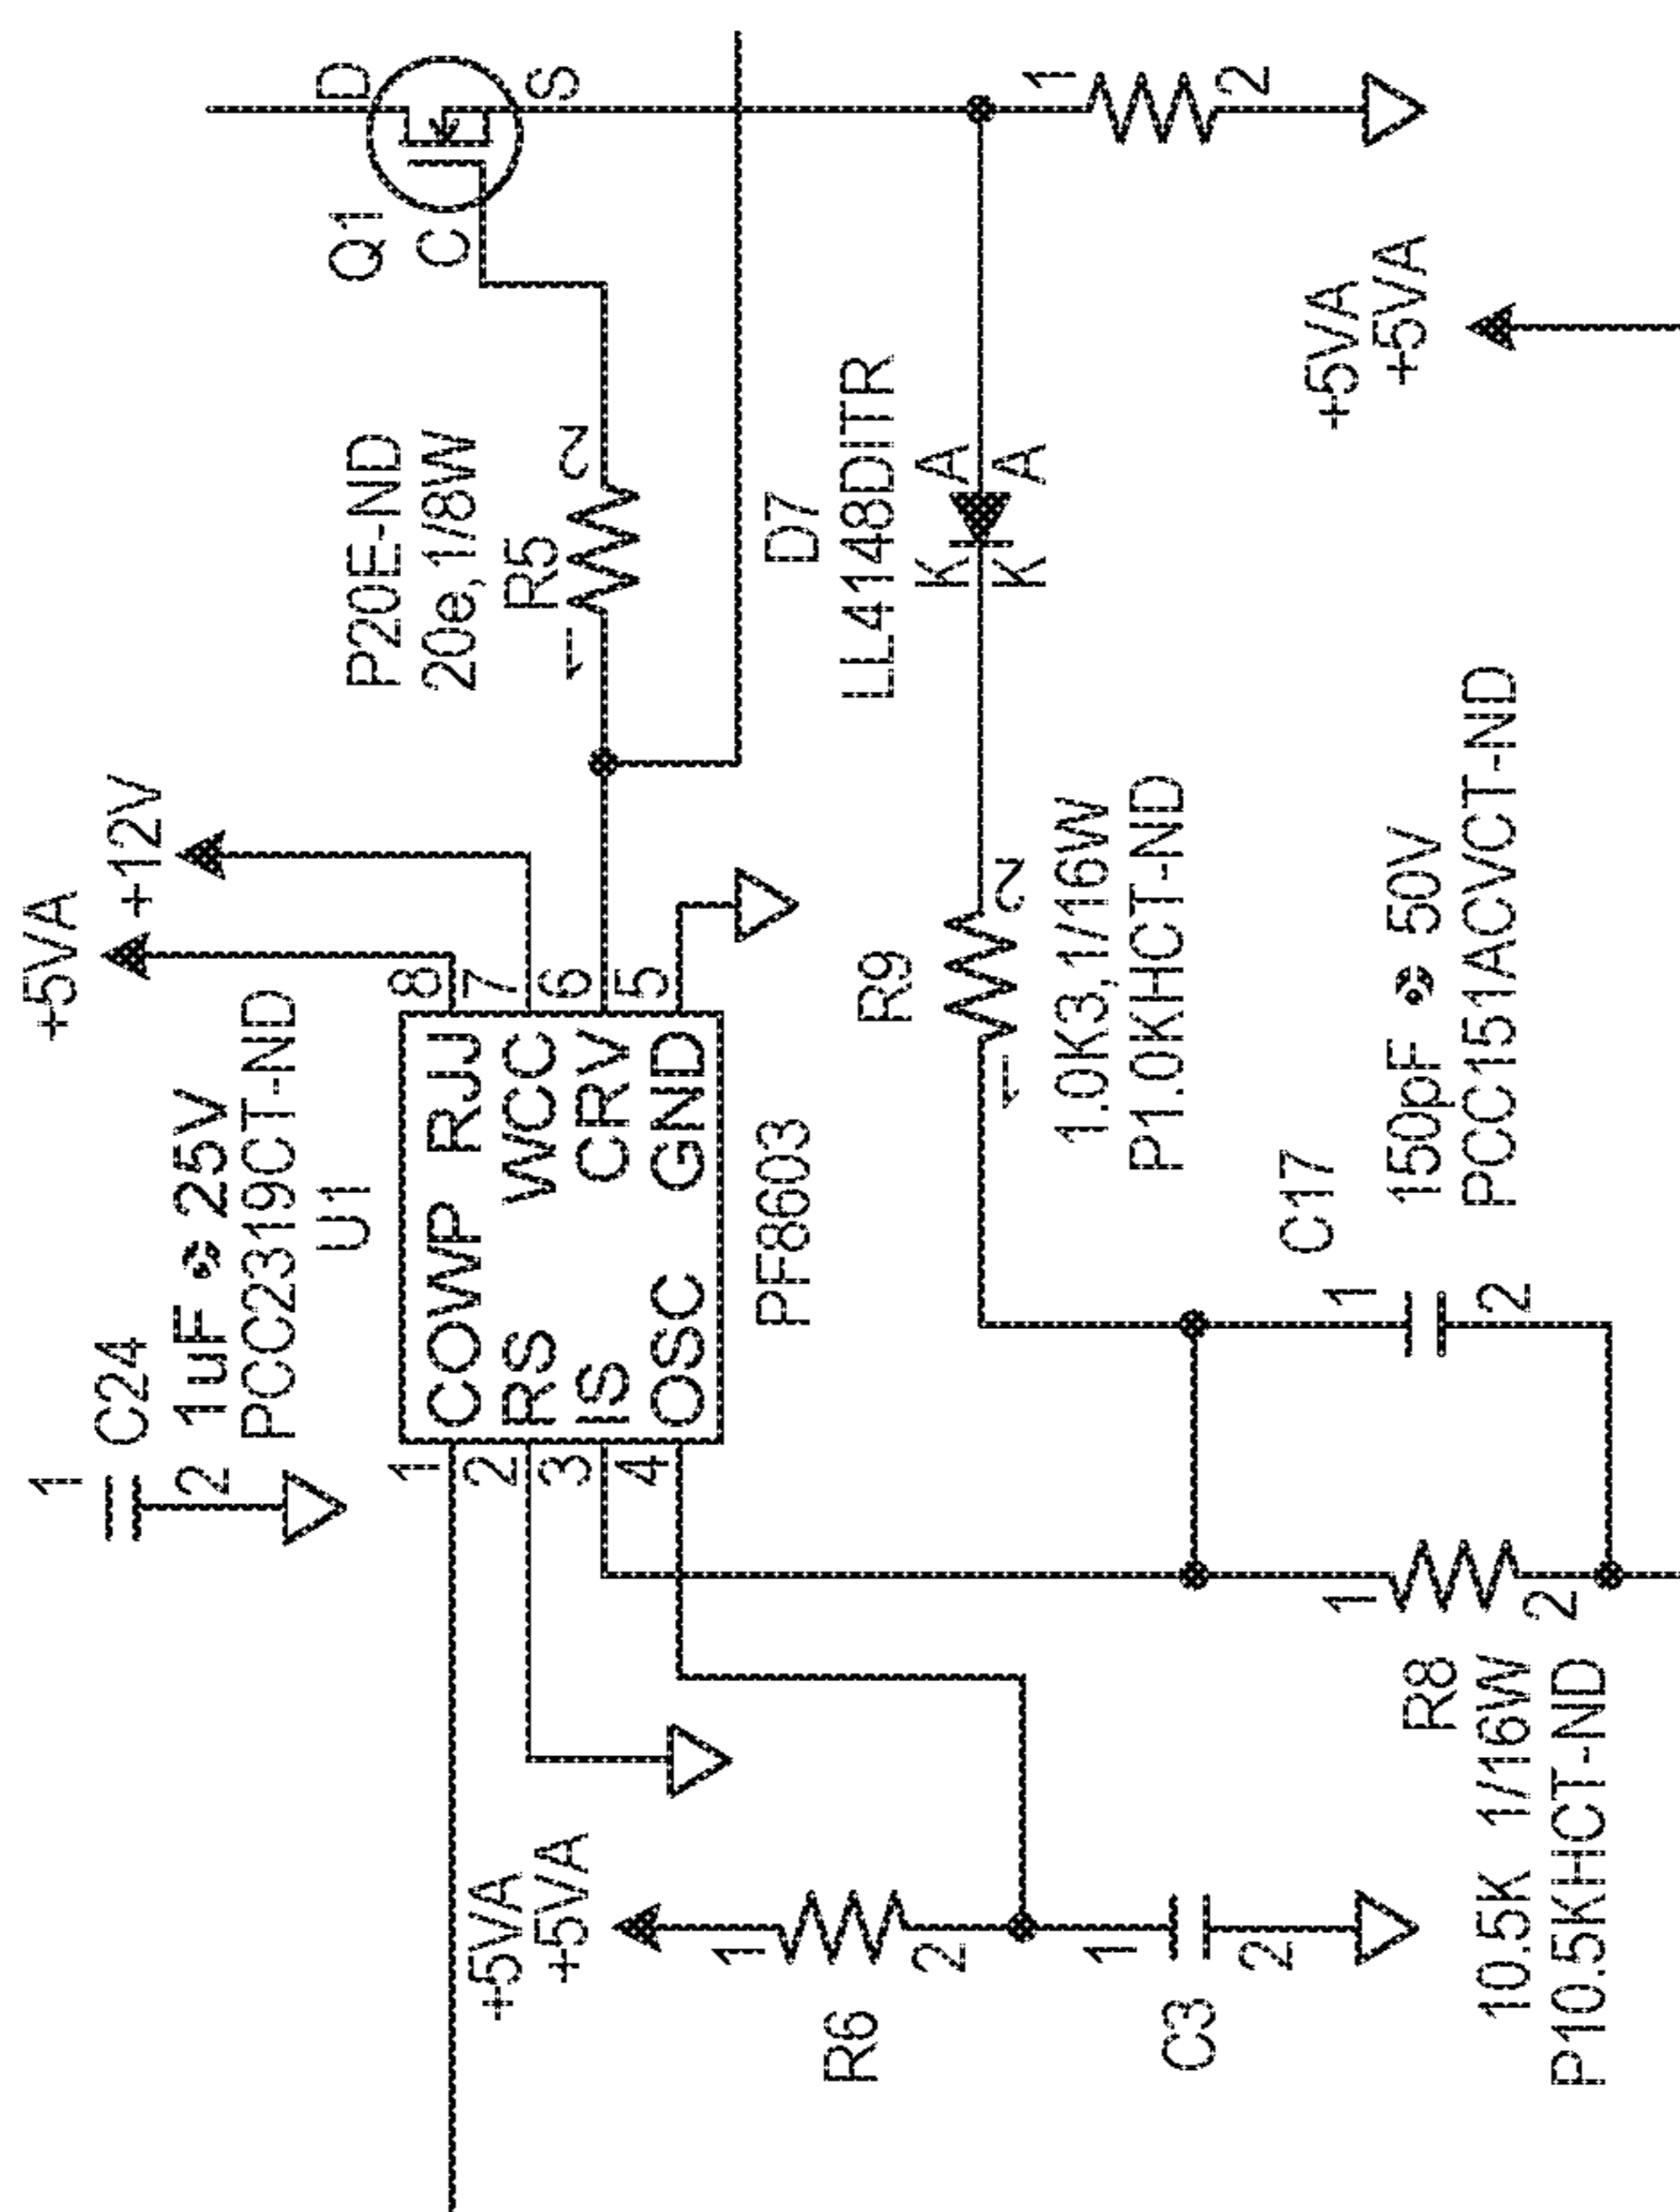 +5VA
+12V
C24
1
2
1uF @ 25V
PCC2319CT-ND
U1
1 COWP RJJ 8
2 RS WCC 7
3 IS CRV 6
4 OSC GND 5
PF8603
P20E-ND
20e,1/8W
R5
1
2
Q1
D
C
S
1
2
D7
LL4148DITR
K A
K A
R9
1
2
1.0K3,1/16W
P1.0KHCT-ND
+5VA
+5VA
C17
1
2
150pF @ 50V
PCC151ACVCT-ND
+5VA
+5VA
R6
1
2
C3
1
2
R8
1
2
10.5K 1/16W
P10.5KHCT-ND